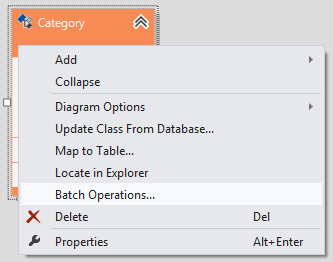 Category
Add
Collapse
Diagram Options
Update Class From Database...
Map to Table...
Locate in Explorer
Batch Operations...
Delete Del
Properties Alt+Enter